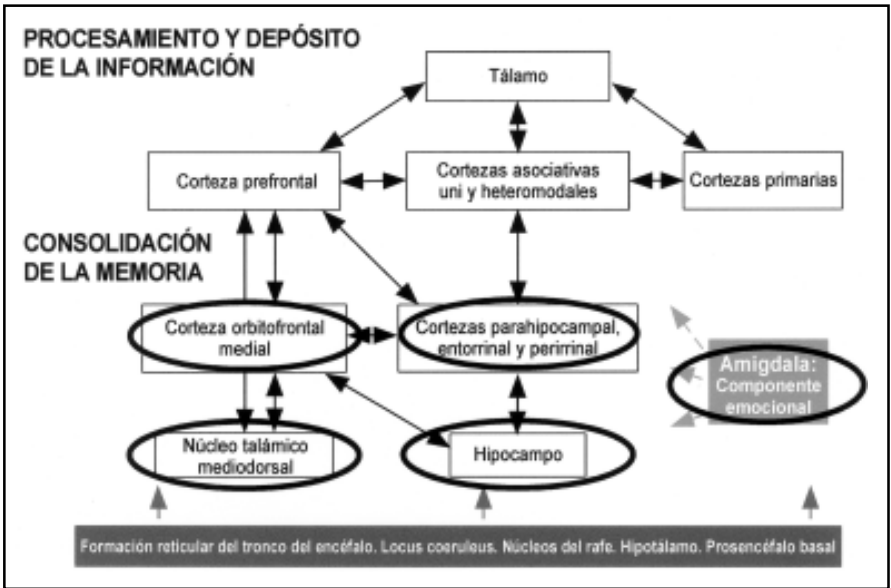 PROCESAMIENTO Y DEPÓSITO
DE LA INFORMACIÓN
Tálamo
Corteza prefrontal
Cortezas asociativas
uni y heteromodales
Cortezas primarias
CONSOLIDACIÓN
DE LA MEMORIA
Corteza orbitofrontal
medial
Cortezas parahipocampal,
entorrinal y perirrinal
Amigdala:
Componente
emocional
Núcleo talámico
mediodorsal
Hipocampo
Formación reticular del tronco del encéfalo. Locus coeruleus. Núcleos del rafe. Hipotálamo. Prosencéfalo basal